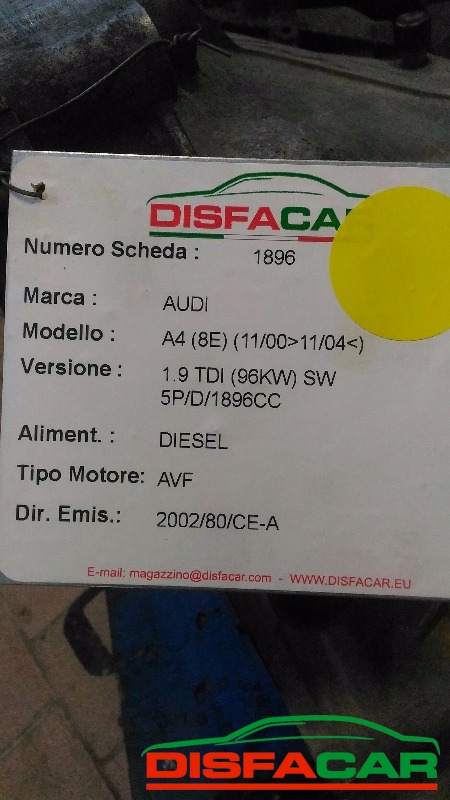 DISFACAR
Numero Scheda : 1896
Marca : AUDI
Modello : A4 (8E) (11/00>11/04<)
Versione : 1.9 TDI (96KW) SW
5P/D/1896CC
Aliment. : DIESEL
Tipo Motore: AVF
Dir. Emis.: 2002/80/CE-A
E-mail: magazzino@disfacar.com - WWW.DISFACAR.EU
DISFACAR